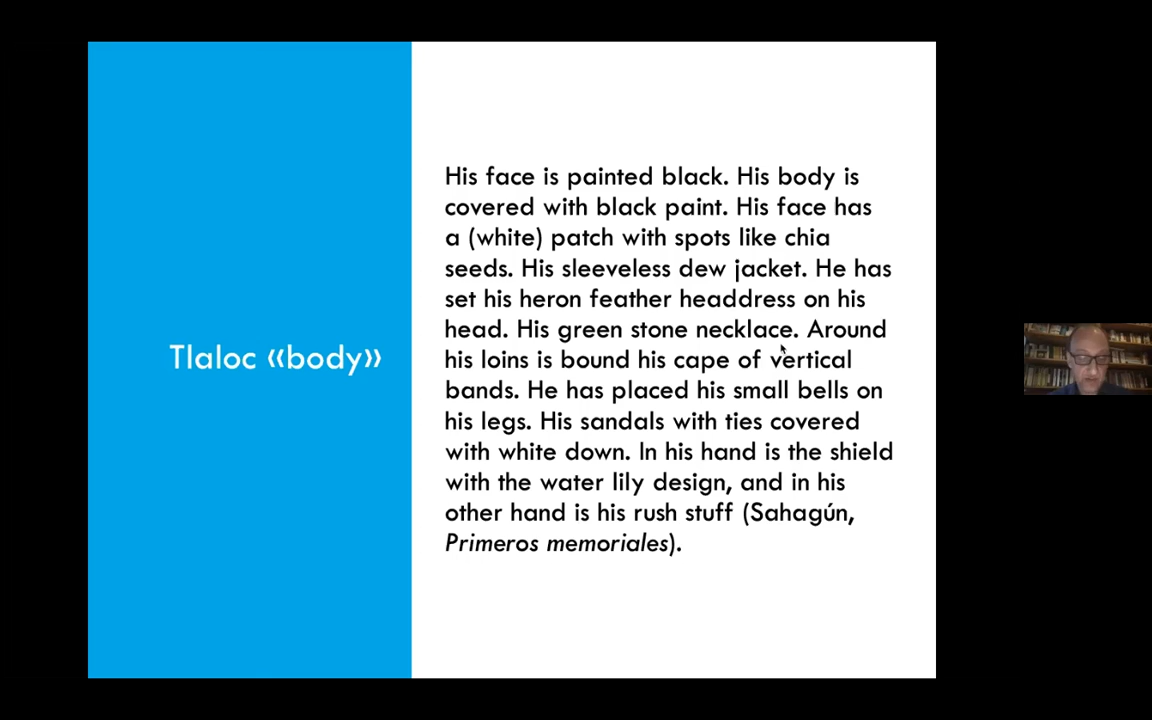 Tlaloc «body»
His face is painted black. His body is
covered with black paint. His face has
a (white) patch with spots like chia
seeds. His sleeveless dew jacket. He has
set his heron feather headdress on his
head. His green stone necklace. Around
his loins is bound his cape of vertical
bands. He has placed his small bells on
his legs. His sandals with ties covered
with white down. In his hand is the shield
with the water lily design, and in his
other hand is his rush stuff (Sahagún,
Primeros memoriales).